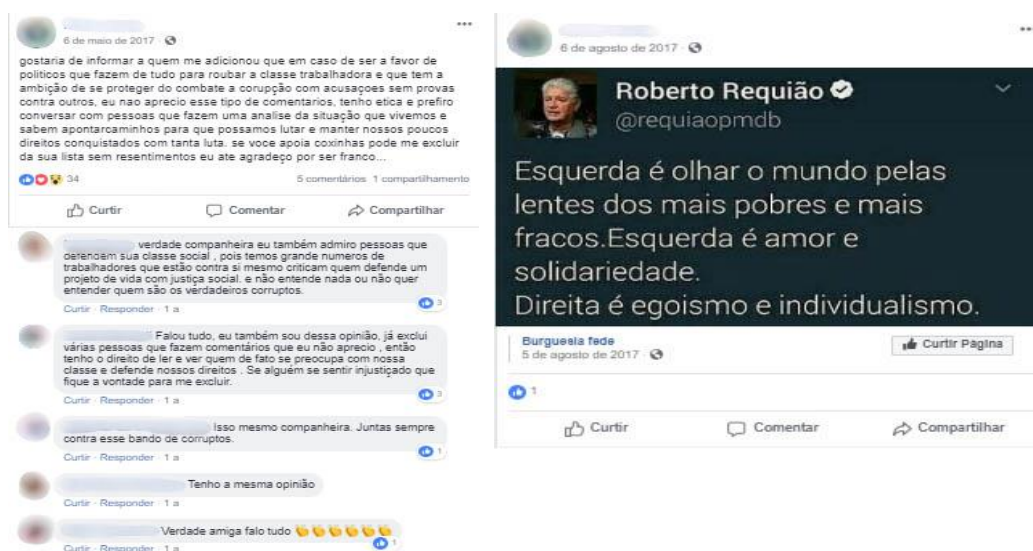 6 de maio de 2017
gostaria de informar a quem me adicionou que em caso de ser a favor de
politicos que fazem de tudo para roubar a classe trabalhadora e que tem a
ambição de se proteger do combate a corupção com acusaçoes sem provas
contra outros, eu nao aprecio esse tipo de comentarios, tenho etica e prefiro
conversar com pessoas que fazem uma analise da situação que vivemos e
sabem apontarcaminhos para que possamos lutar e manter nossos poucos
direitos conquistados com tanta luta. se voce apoia coxinhas pode me excluir
da sua lista sem resentimentos eu ate agradeço por ser franco...
34
5 comentários 1 compartilhamento
Curtir Comentar Compartilhar
verdade companheira eu também admiro pessoas que
defendem sua classe social , pois temos grande numeros de
trabalhadores que estão contra si mesmo criticam quem defende um
projeto de vida com justiça social. e não entende nada ou não quer
entender quem são os verdadeiros corruptos.
3
Curtir · Responder · 1 a
Falou tudo, eu também sou dessa opinião, já exclui
várias pessoas que fazem comentários que eu não aprecio , então
tenho o direito de ler e ver quem de fato se preocupa com nossa
classe e defende nossos direitos . Se alguém se sentir injustiçado que
fique a vontade para me excluir.
3
Curtir · Responder · 1 a
Isso mesmo companheira. Juntas sempre
contra esse bando de corruptos.
1
Curtir · Responder · 1 a
Tenho a mesma opinião
Curtir · Responder · 1 a
Verdade amiga falo tudo
1
Curtir · Responder · 1 a
6 de agosto de 2017
Roberto Requião
@requiaopmdb
Esquerda é olhar o mundo pelas
lentes dos mais pobres e mais
fracos.Esquerda é amor e
solidariedade.
Direita é egoismo e individualismo.
Burguesia fede
5 de agosto de 2017
Curtir Página
1
Curtir Comentar Compartilhar